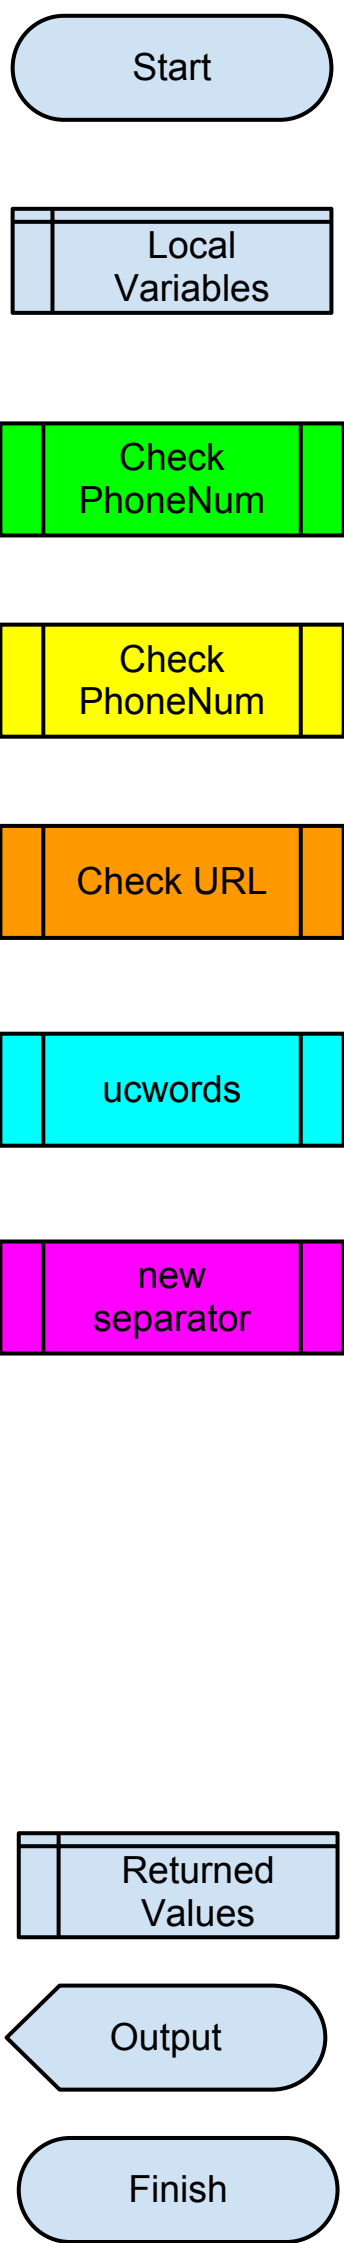 Start
Local
Variables
Check
PhoneNum
Check
PhoneNum
Check URL
ucwords
new
separator
Returned
Values
Output
Finish